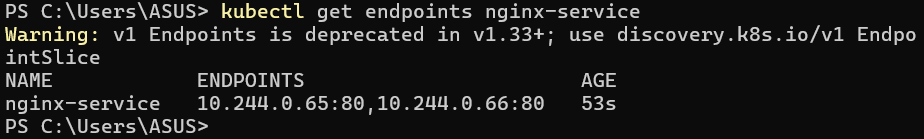 PS C:\Users\ASUS> kubectl get endpoints nginx-service
Warning: v1 Endpoints is deprecated in v1.33+; use discovery.k8s.io/v1 Endpo
intSlice
NAME            ENDPOINTS                       AGE
nginx-service   10.244.0.65:80,10.244.0.66:80   53s
PS C:\Users\ASUS>